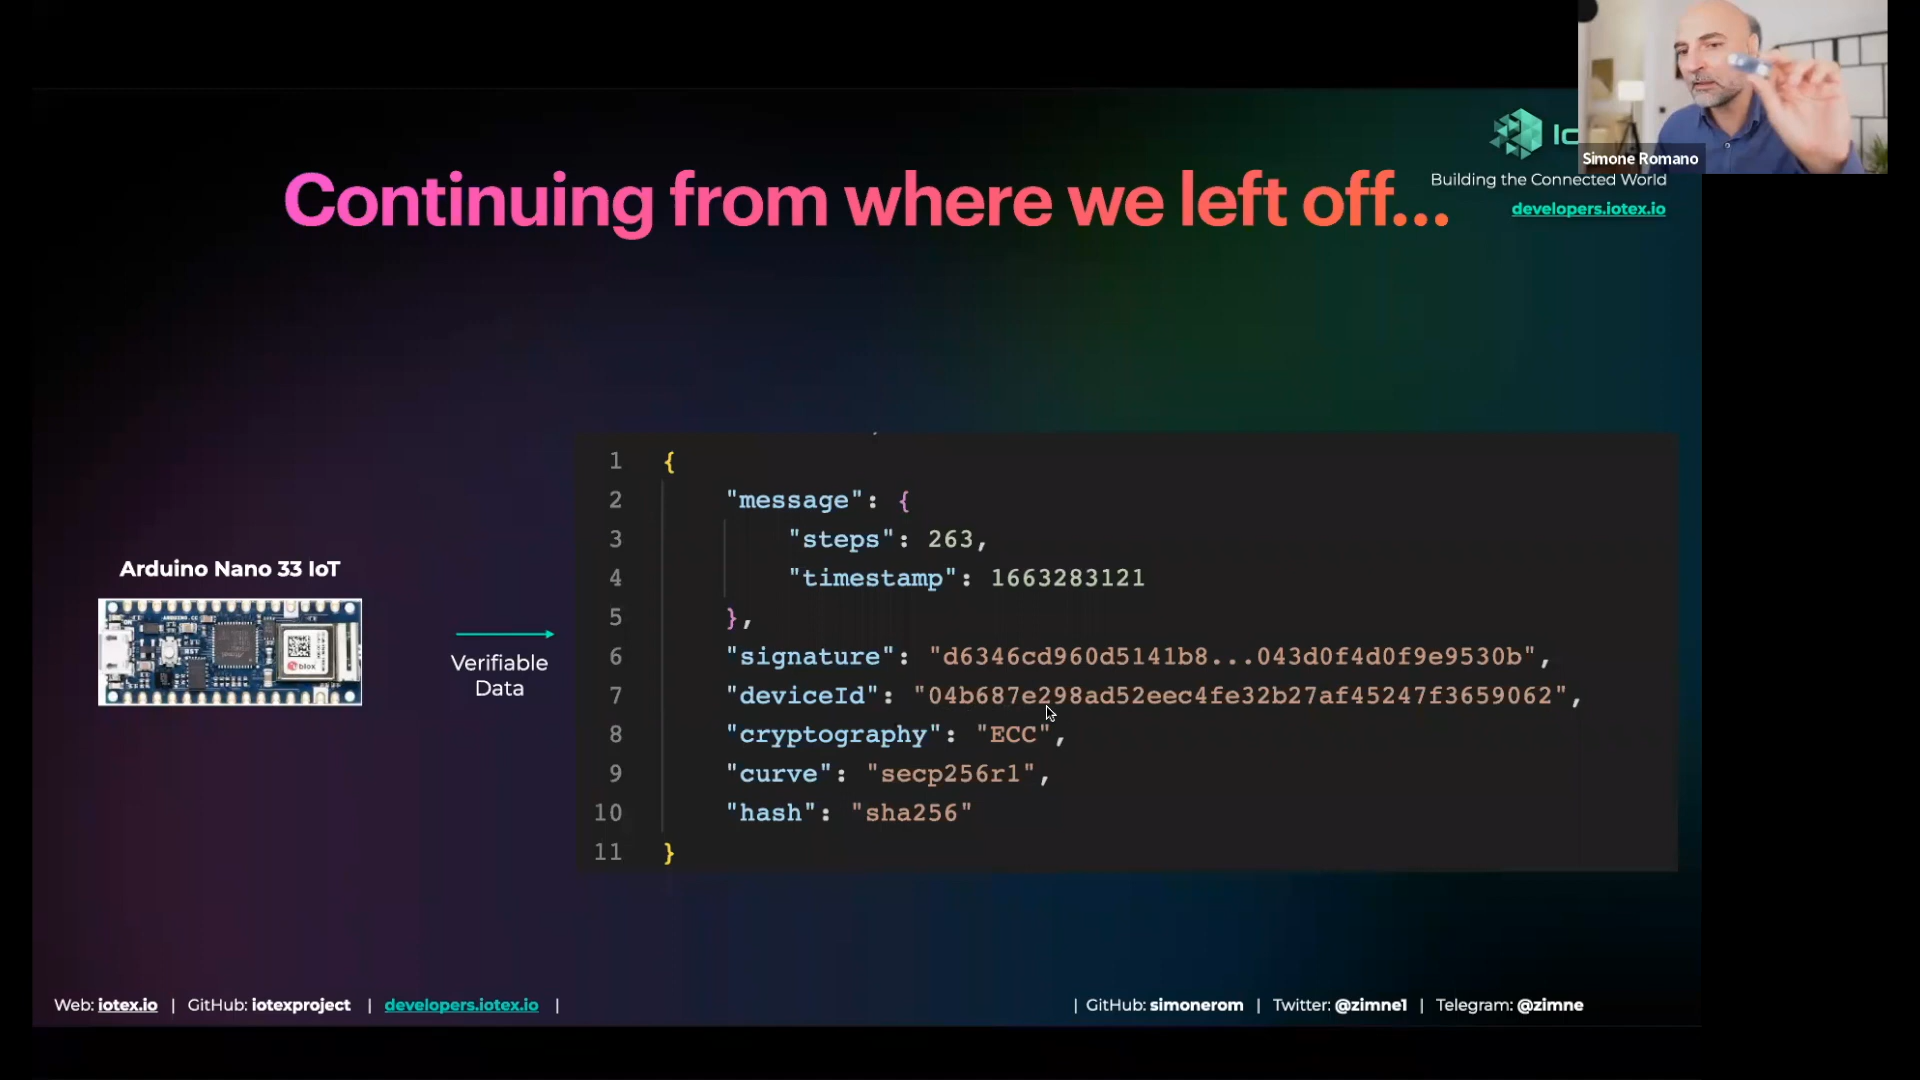 Simone Romano
Building the Connected World
developers.iotex.io
Continuing from where we left off...
Arduino Nano 33 IoT
Verifiable
Data
1 {
2 "message": {
3 "steps": 263,
4 "timestamp": 1663283121
5 },
6 "signature": "d6346cd960d5141b8...043d0f4d0f9e9530b",
7 "deviceId": "04b687e298ad52eec4fe32b27af45247f3659062",
8 "cryptography": "ECC",
9 "curve": "secp256r1",
10 "hash": "sha256"
11 }
Web: iotex.io | GitHub: iotexproject | developers.iotex.io |
| GitHub: simonerom | Twitter: @zimne1 | Telegram: @zimne